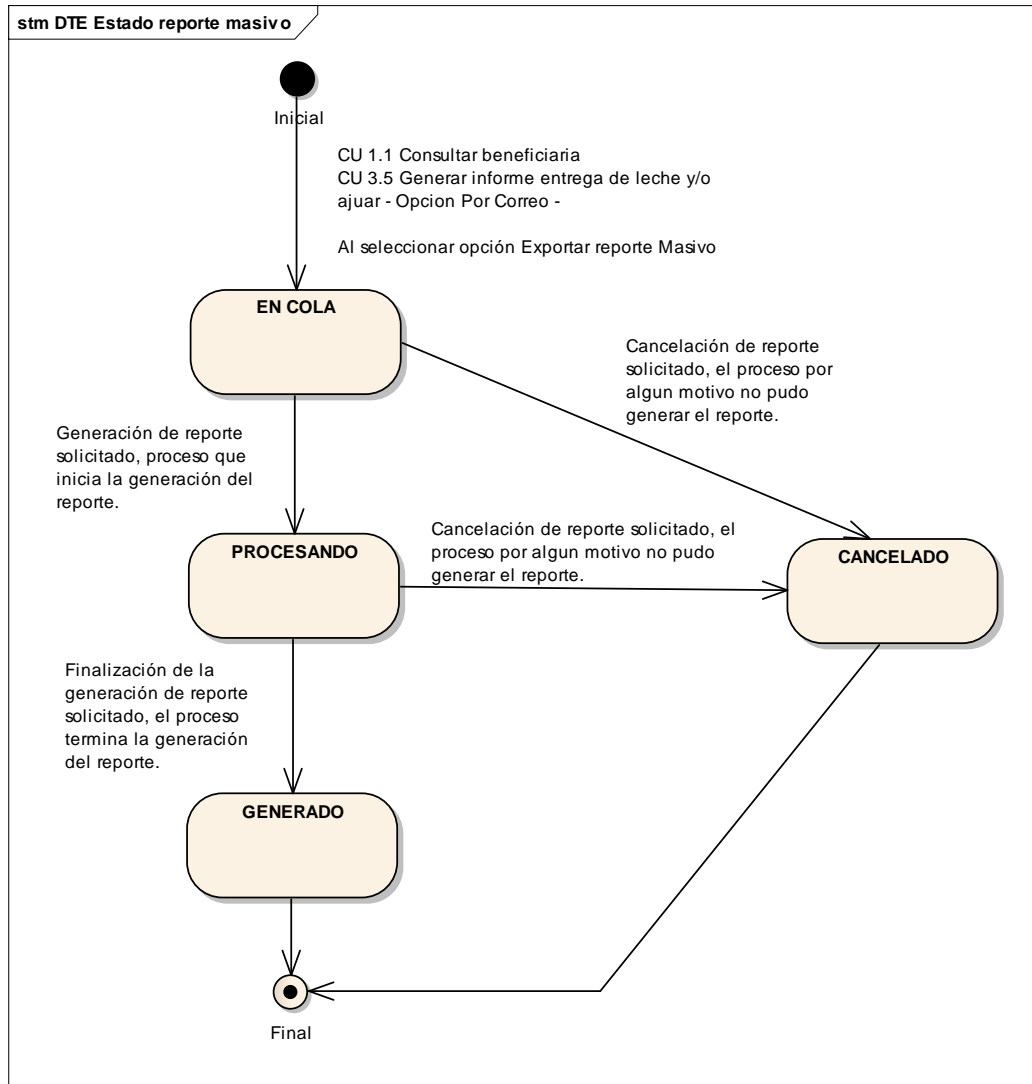 stm DTE Estado reporte masivo
Inicial
CU 1.1 Consultar beneficiaria
CU 3.5 Generar informe entrega de leche y/o
ajuar - Opcion Por Correo -
Al seleccionar opción Exportar reporte Masivo
EN COLA
Cancelación de reporte
solicitado, el proceso por
algun motivo no pudo
generar el reporte.
Generación de reporte
solicitado, proceso que
inicia la generación del
reporte.
PROCESANDO
Cancelación de reporte solicitado, el
proceso por algun motivo no pudo
generar el reporte.
CANCELADO
Finalización de la
generación de reporte
solicitado, el proceso
termina la generación
del reporte.
GENERADO
Final